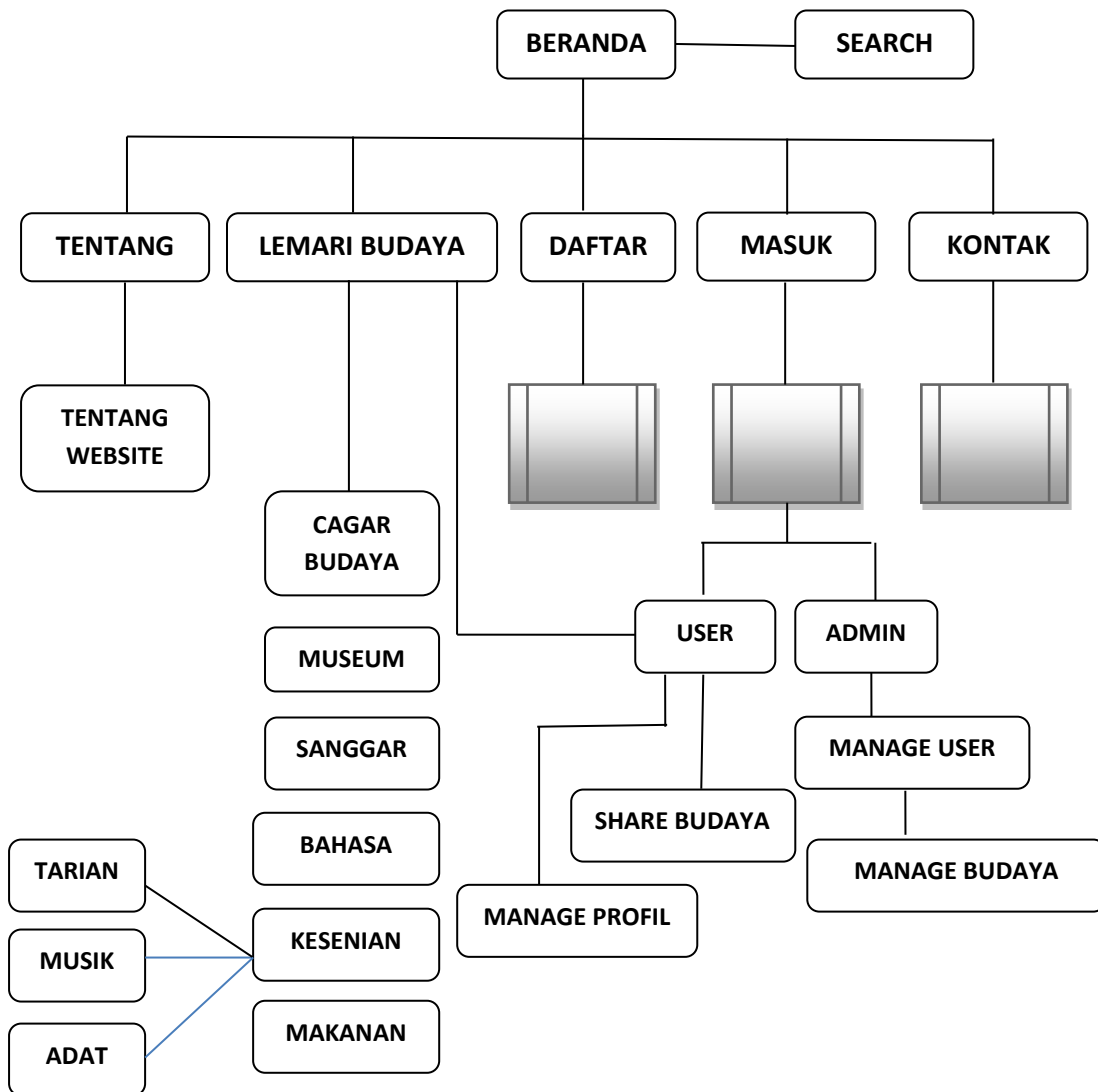 BERANDA
SEARCH
TENTANG
LEMARI BUDAYA
DAFTAR
MASUK
KONTAK
TENTANG
WEBSITE
CAGAR
BUDAYA
USER
ADMIN
MUSEUM
MANAGE USER
SANGGAR
SHARE BUDAYA
BAHASA
MANAGE BUDAYA
TARIAN
MANAGE PROFIL
KESENIAN
MUSIK
MAKANAN
ADAT